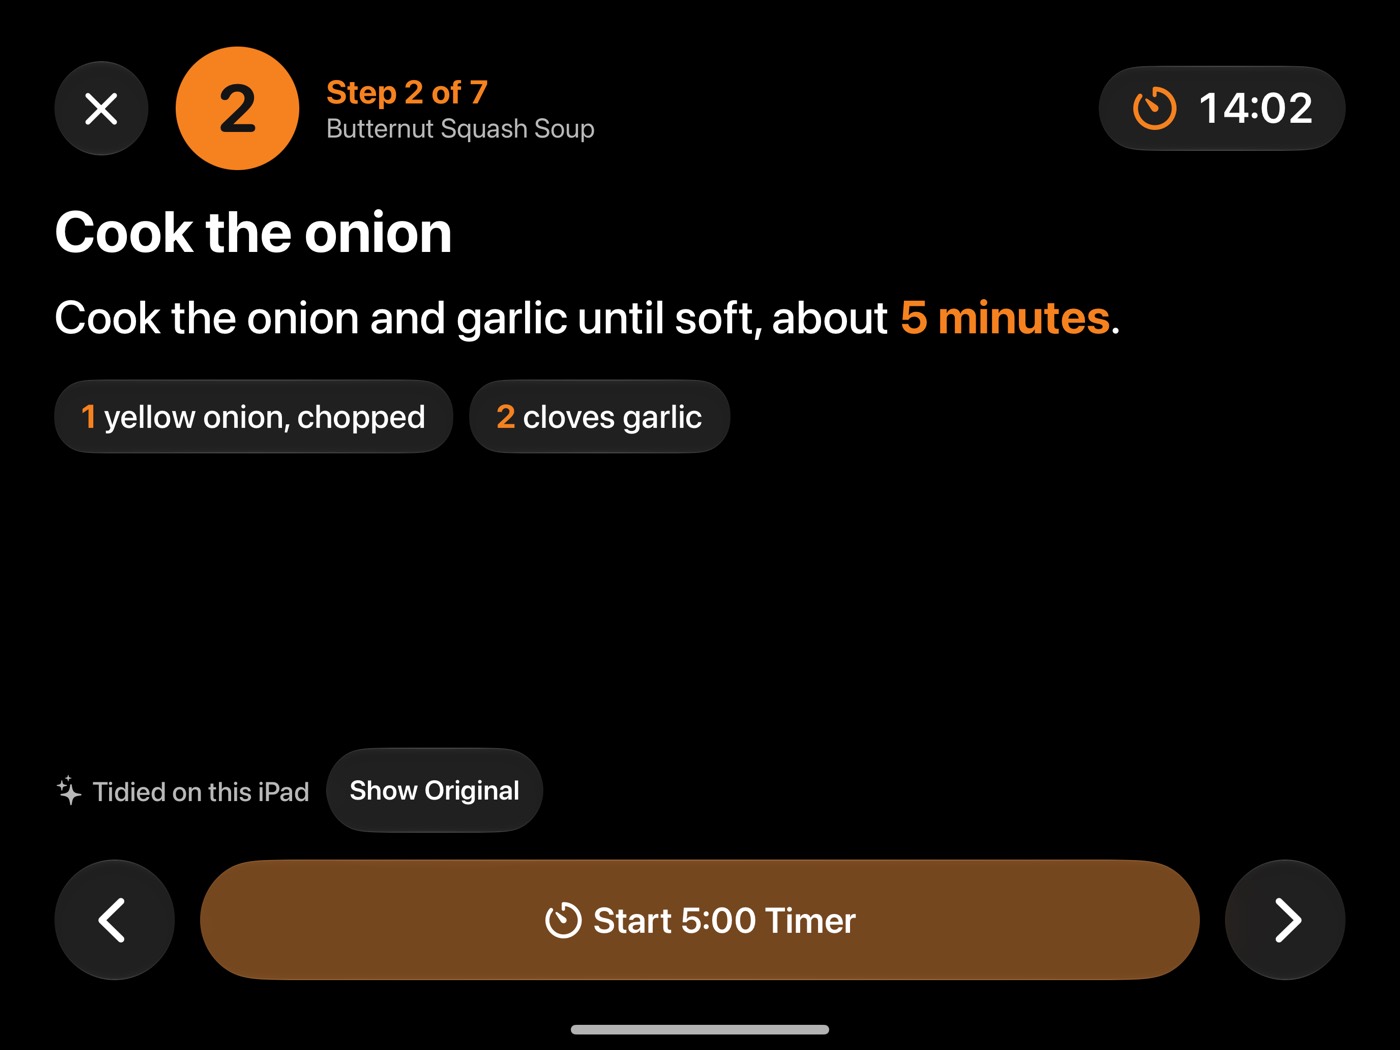 2
Step 2 of 7
Butternut Squash Soup
14:02
Cook the onion
Cook the onion and garlic until soft, about 5 minutes.
1 yellow onion, chopped
2 cloves garlic
Tidied on this iPad
Show Original
Start 5:00 Timer